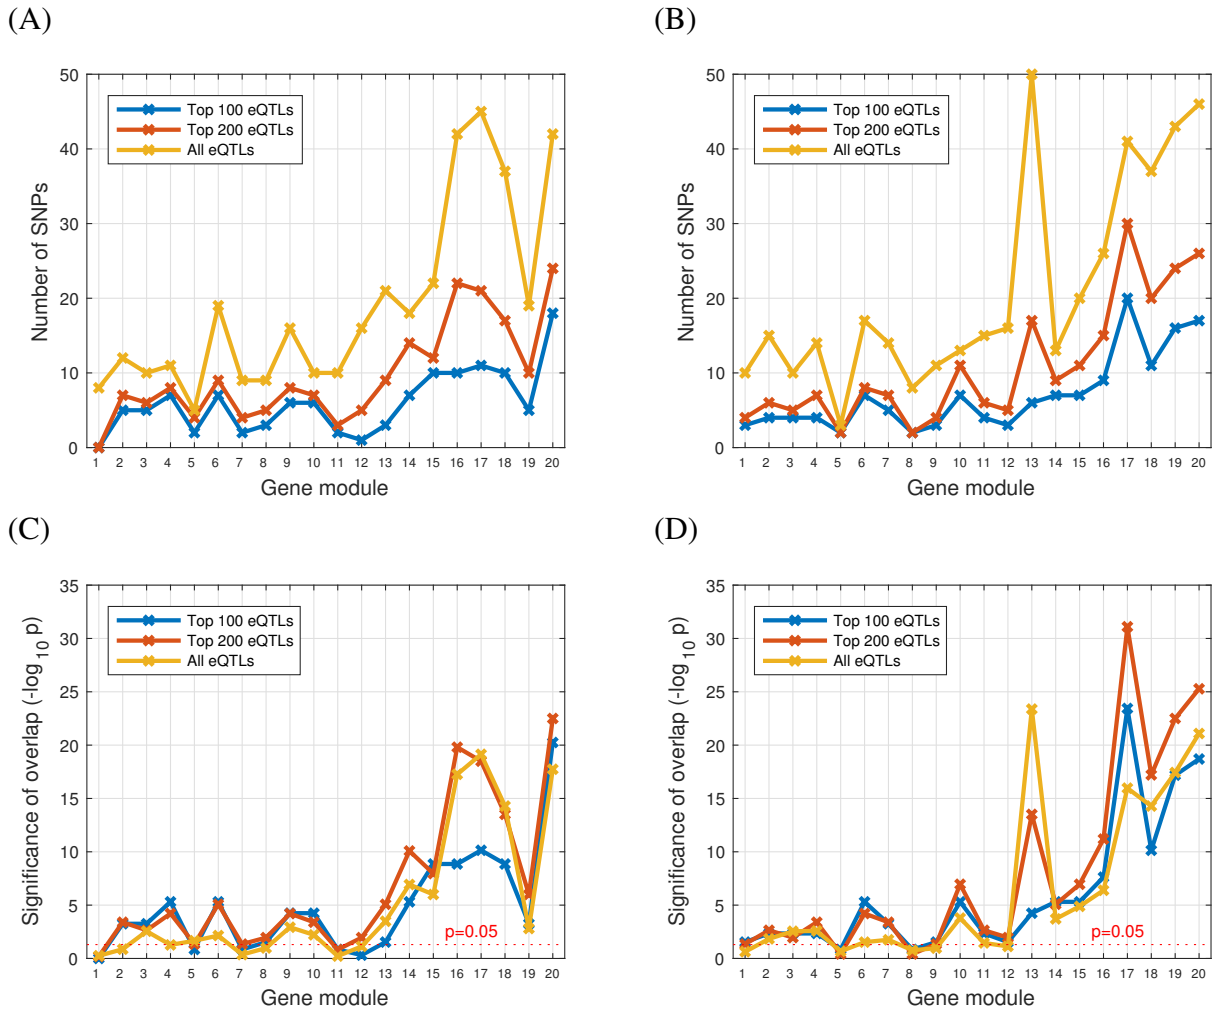 (A)
50
40
30
20
10
0
Number of SNPs
Top 100 eQTLs
Top 200 eQTLs
All eQTLs
1 2 3 4 5 6 7 8 9 10 11 12 13 14 15 16 17 18 19 20
Gene module
(B)
50
40
30
20
10
0
Number of SNPs
Top 100 eQTLs
Top 200 eQTLs
All eQTLs
1 2 3 4 5 6 7 8 9 10 11 12 13 14 15 16 17 18 19 20
Gene module
(C)
35
30
25
20
15
10
5
0
Significance of overlap (-log10 p)
Top 100 eQTLs
Top 200 eQTLs
All eQTLs
p=0.05
1 2 3 4 5 6 7 8 9 10 11 12 13 14 15 16 17 18 19 20
Gene module
(D)
35
30
25
20
15
10
5
0
Significance of overlap (-log10 p)
Top 100 eQTLs
Top 200 eQTLs
All eQTLs
p=0.05
1 2 3 4 5 6 7 8 9 10 11 12 13 14 15 16 17 18 19 20
Gene module